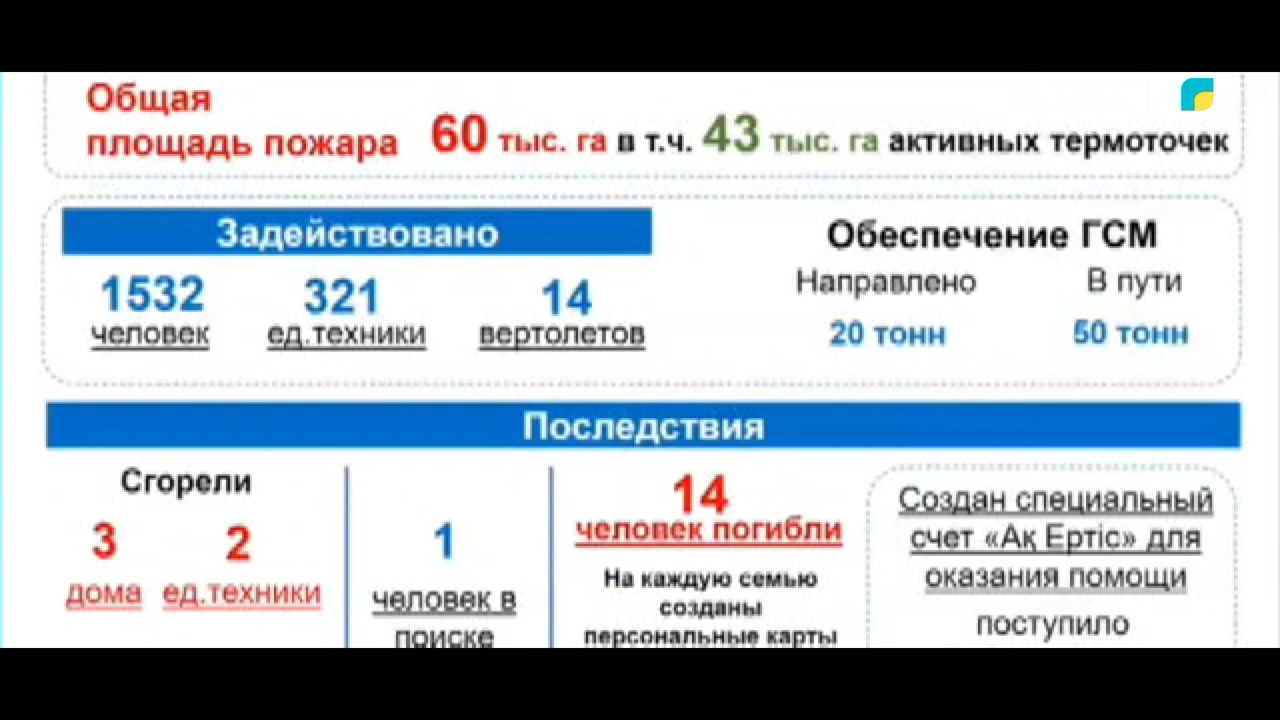 Общая
площадь пожара 60 тыс. га в т.ч. 43 тыс. га активных термоточек
Задействовано
1532 321 14
человек ед.техники вертолетов
Обеспечение ГСМ
Направлено В пути
20 тонн 50 тонн
Последствия
Сгорели
3 2
дома ед.техники
1
человек в
поиске
14
человек погибли
На каждую семью
созданы
персональные карты
Создан специальный
счет «Ақ Ертіс» для
оказания помощи
поступило